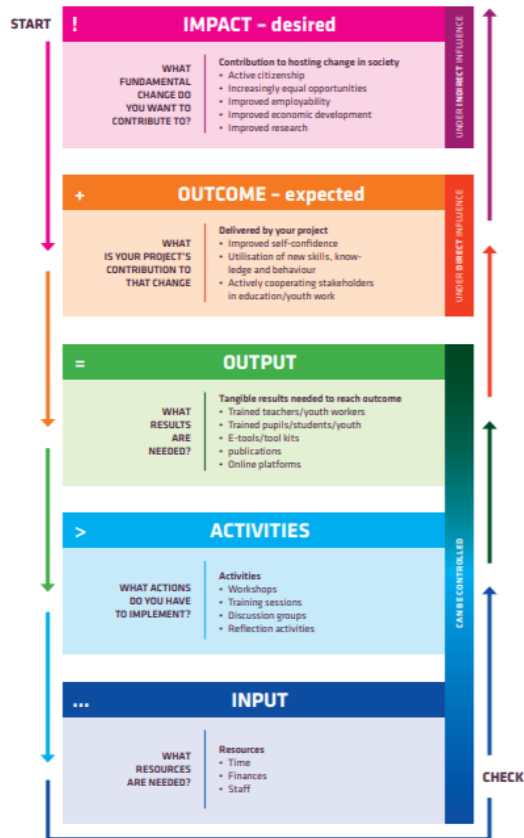 START
! IMPACT – desired
WHAT
FUNDAMENTAL
CHANGE DO
YOU WANT TO
CONTRIBUTE TO?
Contribution to hosting change in society
• Active citizenship
• Increasingly equal opportunities
• Improved employability
• Improved economic development
• Improved research
UNDER INDIRECT INFLUENCE
+ OUTCOME – expected
WHAT
IS YOUR PROJECT'S
CONTRIBUTION TO
THAT CHANGE
Delivered by your project
• Improved self-confidence
• Utilisation of new skills, know-
ledge and behaviour
• Actively cooperating stakeholders
in education/youth work
UNDER DIRECT INFLUENCE
= OUTPUT
WHAT
RESULTS
ARE
NEEDED?
Tangible results needed to reach outcome
• Trained teachers/youth workers
• Trained pupils/students/youth
• E-tools/tool kits
• publications
• Online platforms
> ACTIVITIES
WHAT ACTIONS
DO YOU HAVE
TO IMPLEMENT?
Activities
• Workshops
• Training sessions
• Discussion groups
• Reflection activities
CAN BE CONTROLLED
... INPUT
WHAT
RESOURCES
ARE NEEDED?
Resources
• Time
• Finances
• Staff
CHECK